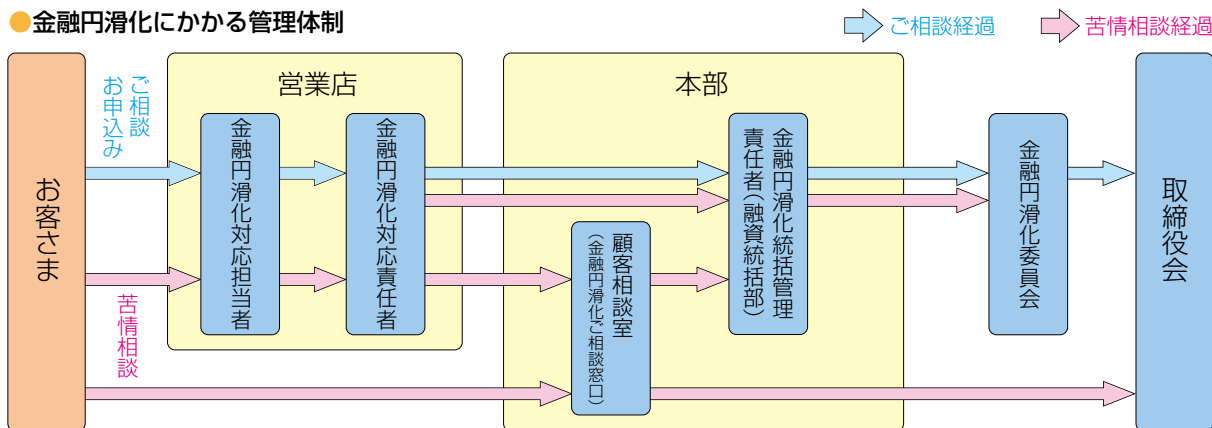 ●金融円滑化にかかる管理体制
ご相談経過
苦情相談経過
お客さま
ご相談
お申込み
苦情相談
営業店
金融円滑化対応担当者
金融円滑化対応責任者
本部
顧客相談室
（金融円滑化ご相談窓口）
金融円滑化統括管理
責任者（融資統括部）
金融円滑化委員会
取締役会